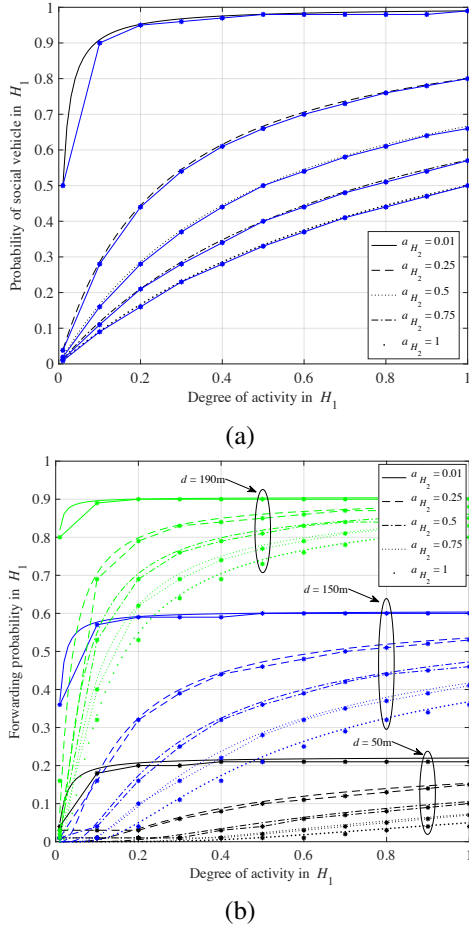 1
0.9
0.8
0.7
0.6
0.5
0.4
0.3
0.2
0.1
0
Probability of social vehicle in H1
a H2 = 0.01
a H2 = 0.25
a H2 = 0.5
a H2 = 0.75
a H2 = 1
0 0.2 0.4 0.6 0.8 1
Degree of activity in H1
(a)
1
0.9
0.8
0.7
0.6
0.5
0.4
0.3
0.2
0.1
0
Forwarding probability in H1
d = 190m
a H2 = 0.01
a H2 = 0.25
a H2 = 0.5
a H2 = 0.75
a H2 = 1
d = 150m
d = 50m
0 0.2 0.4 0.6 0.8 1
Degree of activity in H1
(b)